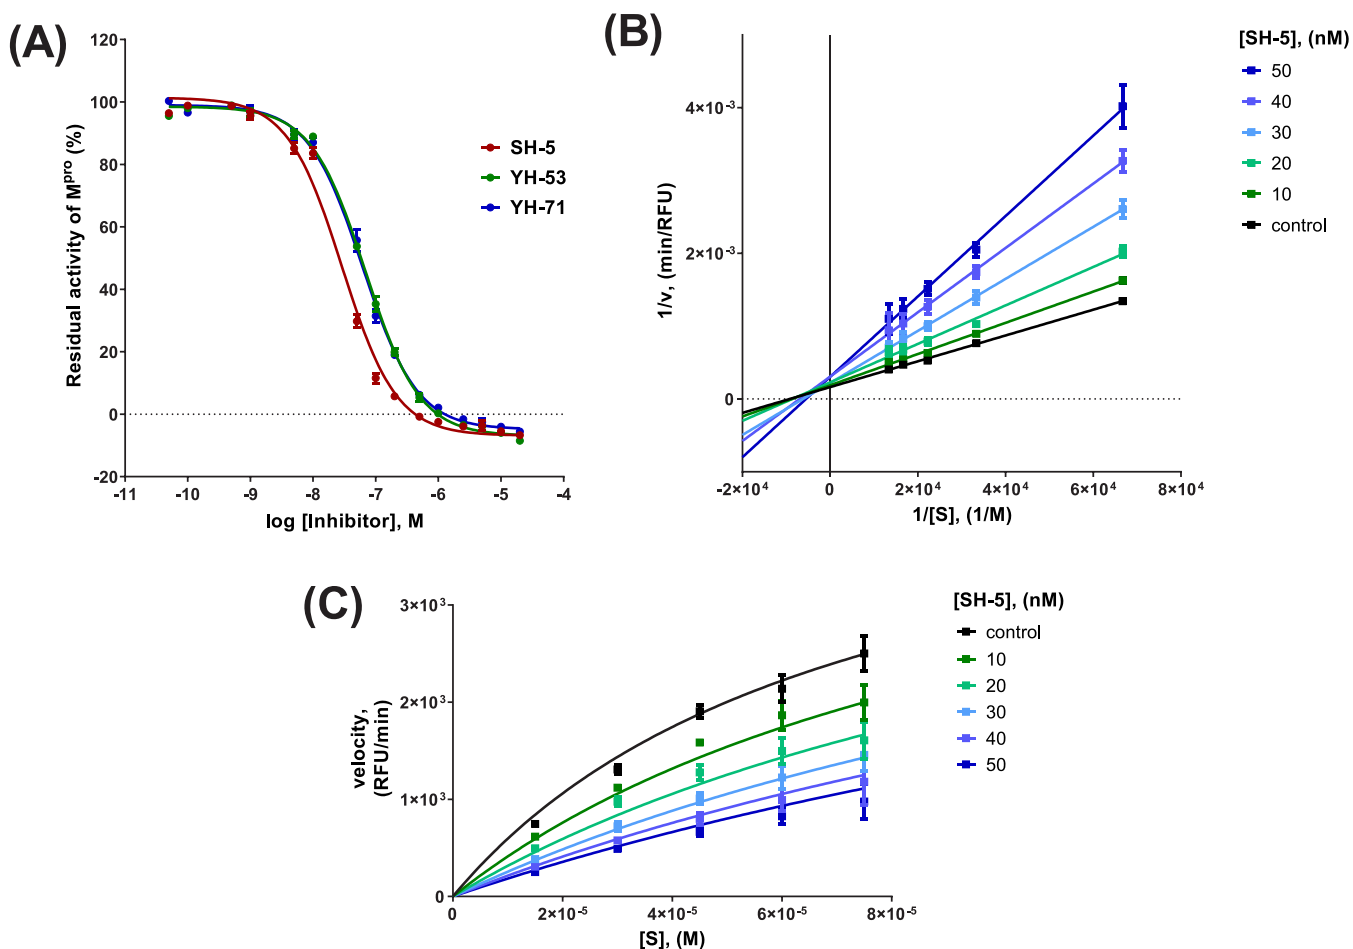 (A)
120
100
80
60
40
20
0
-20
-11 -10 -9 -8 -7 -6 -5 -4
Residual activity of Mᵖʳᵒ (%)
log [Inhibitor], M
SH-5
YH-53
YH-71
(B)
4×10⁻³
2×10⁻³
0
-2×10⁴ 0 2×10⁴ 4×10⁴ 6×10⁴ 8×10⁴
1/v, (min/RFU)
1/[S], (1/M)
[SH-5], (nM)
50
40
30
20
10
control
(C)
3×10³
2×10³
1×10³
0
0 2×10⁻⁵ 4×10⁻⁵ 6×10⁻⁵ 8×10⁻⁵
velocity,
(RFU/min)
[S], (M)
[SH-5], (nM)
control
10
20
30
40
50